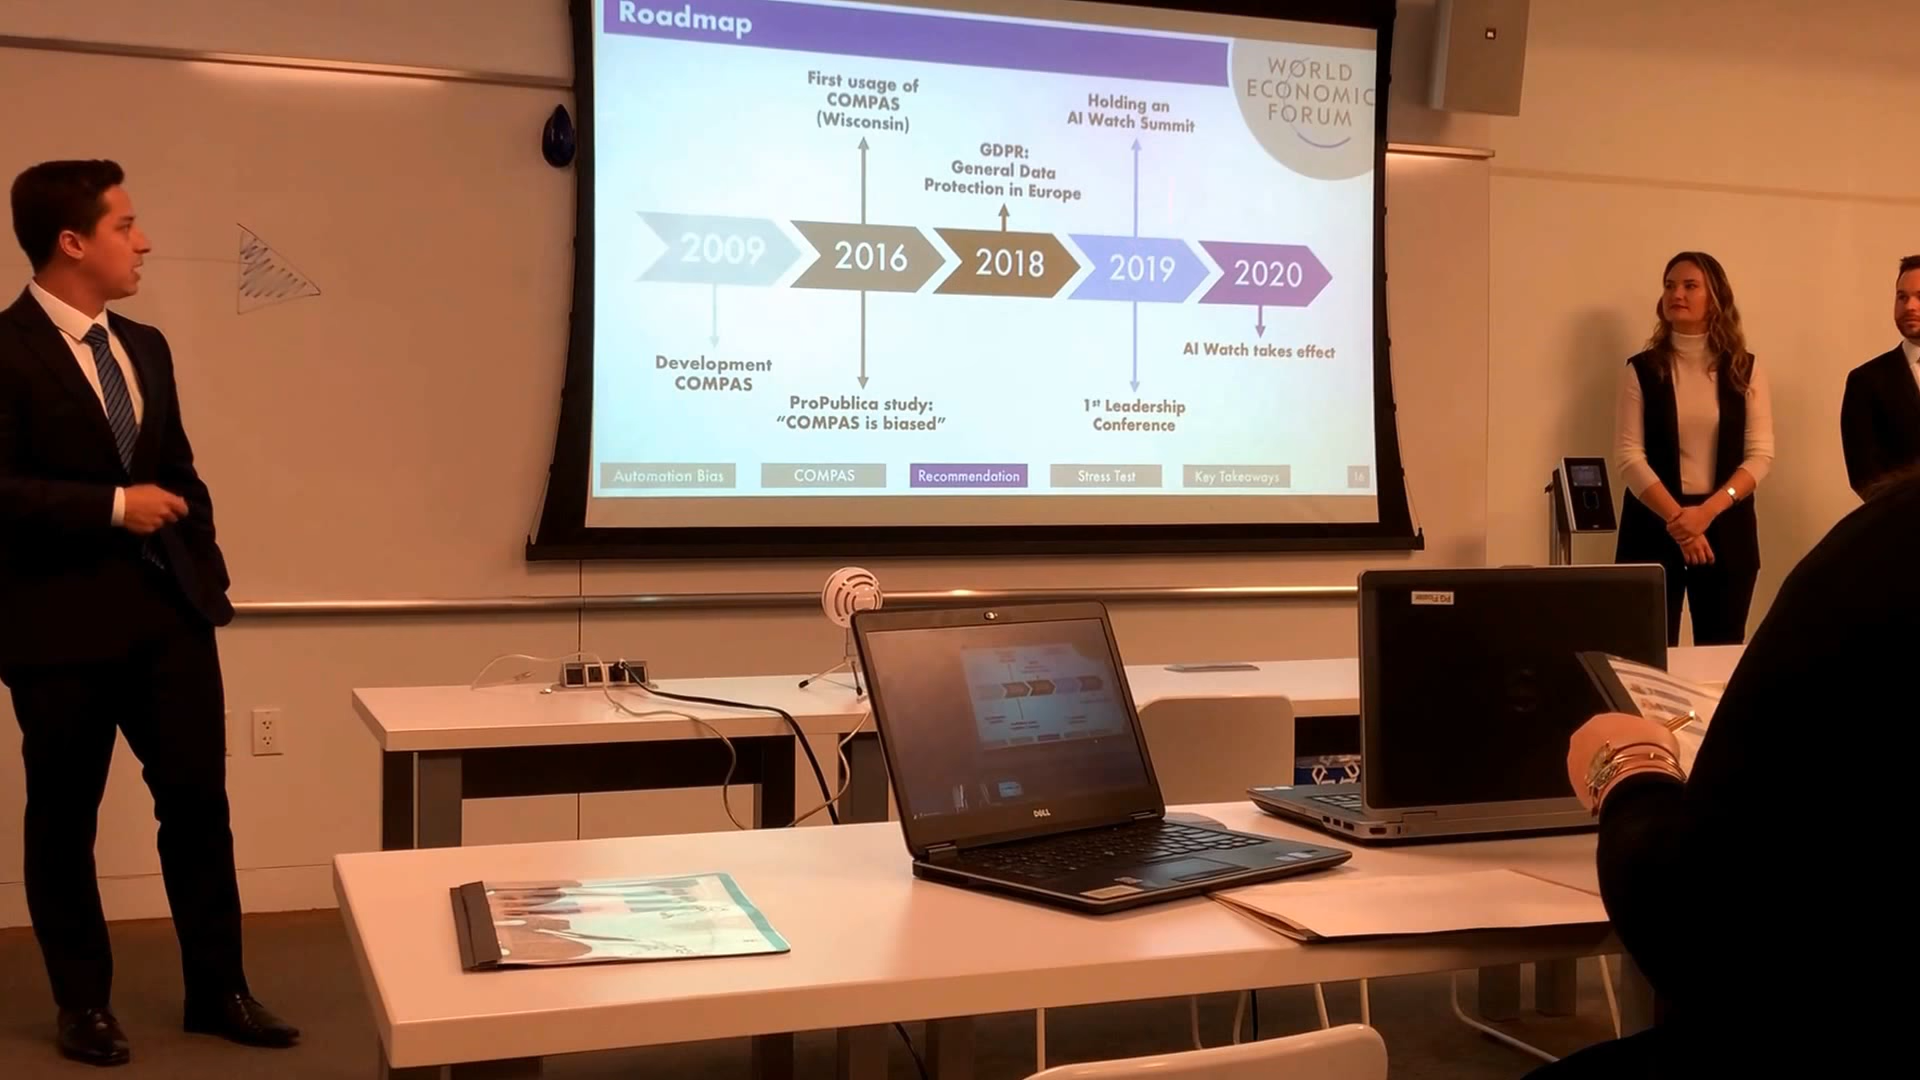 Roadmap
WORLD
ECONOMIC
FORUM
First usage of
COMPAS
(Wisconsin)
Holding an
AI Watch Summit
GDPR:
General Data
Protection in Europe
2009
2016
2018
2019
2020
Development
COMPAS
ProPublica study:
“COMPAS is biased”
1st Leadership
Conference
AI Watch takes effect
Automation Bias
COMPAS
Recommendation
Stress Test
Key Takeaways
16
DELL